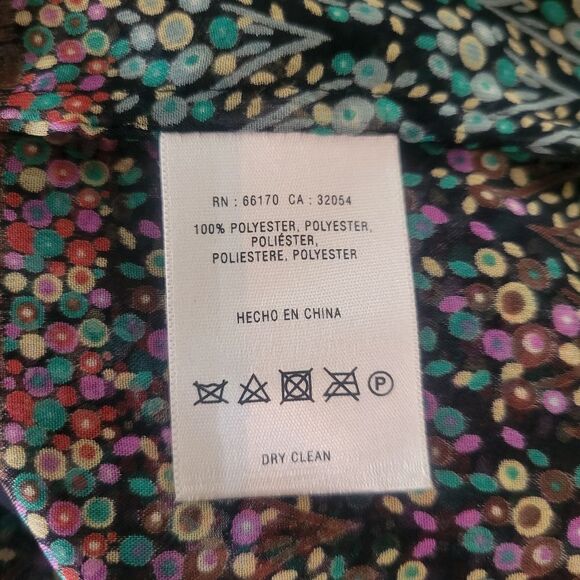 RN : 66170 CA : 32054
100% POLYESTER, POLYESTER,
POLIÉSTER,
POLIESTERE, POLYESTER
HECHO EN CHINA
P
DRY CLEAN